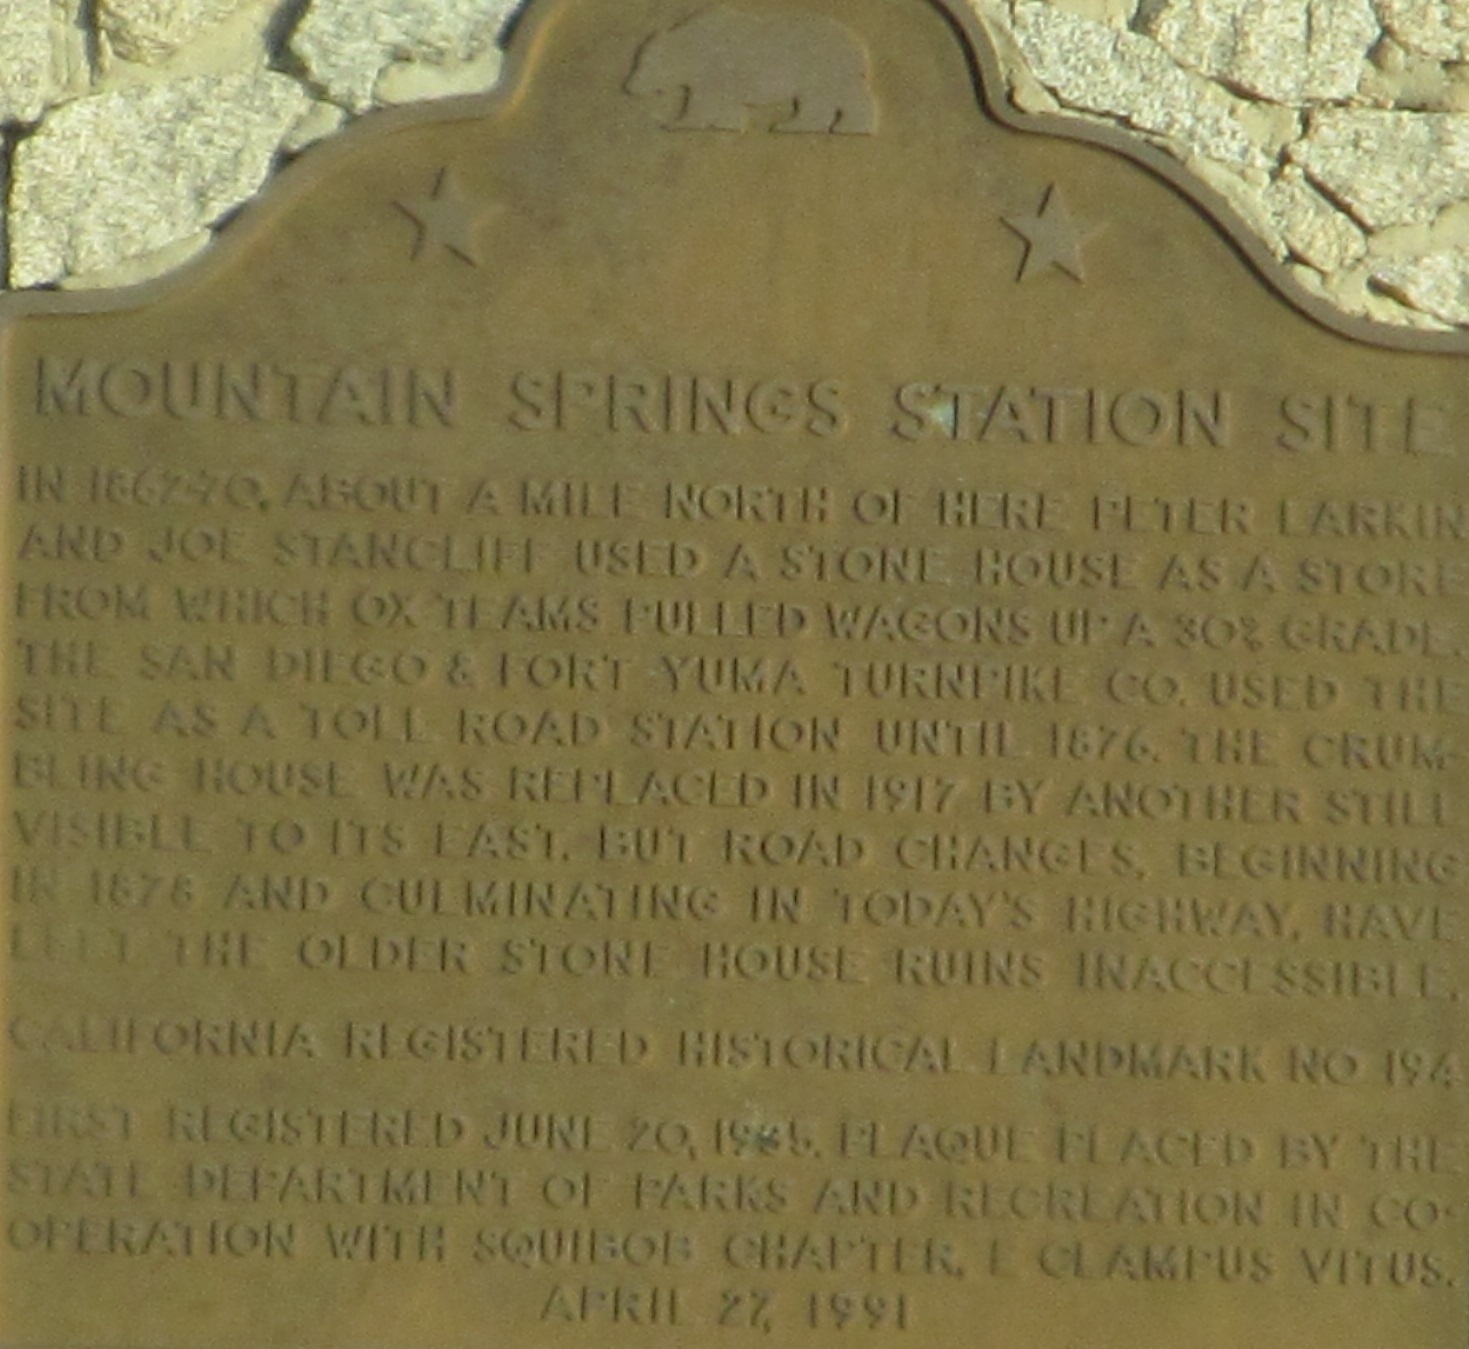 MOUNTAIN SPRINGS STATION SITE
IN 1862-70, ABOUT A MILE NORTH OF HERE PETER LARKIN
AND JOE STANCLIFF USED A STONE HOUSE AS A STORE
FROM WHICH OX TEAMS PULLED WAGONS UP A 30% GRADE.
THE SAN DIEGO & FORT YUMA TURNPIKE CO. USED THE
SITE AS A TOLL ROAD STATION UNTIL 1876. THE CRUM-
BLING HOUSE WAS REPLACED IN 1917 BY ANOTHER STILL
VISIBLE TO ITS EAST. BUT ROAD CHANGES, BEGINNING
IN 1878 AND CULMINATING IN TODAY'S HIGHWAY, HAVE
LEFT THE OLDER STONE HOUSE RUINS INACCESSIBLE.
CALIFORNIA REGISTERED HISTORICAL LANDMARK NO 194
FIRST REGISTERED JUNE 20, 1935. PLAQUE PLACED BY THE
STATE DEPARTMENT OF PARKS AND RECREATION IN CO-
OPERATION WITH SQUIBOB CHAPTER, E CLAMPUS VITUS.
APRIL 27, 1991